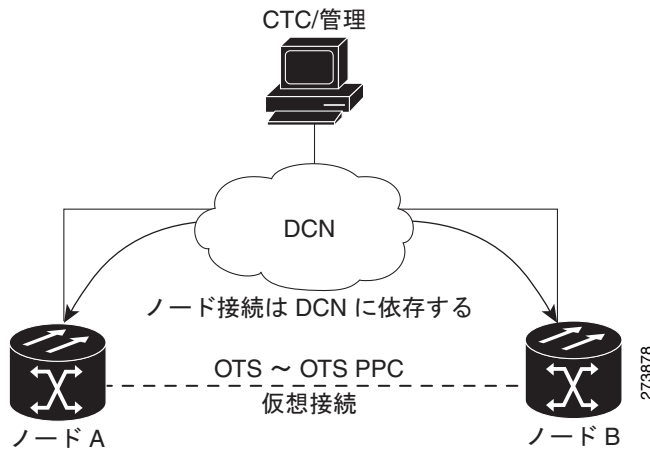 CTC/管理
DCN
ノード接続は DCN に依存する
OTS ～ OTS PPC
仮想接続
ノード A
ノード B
273878